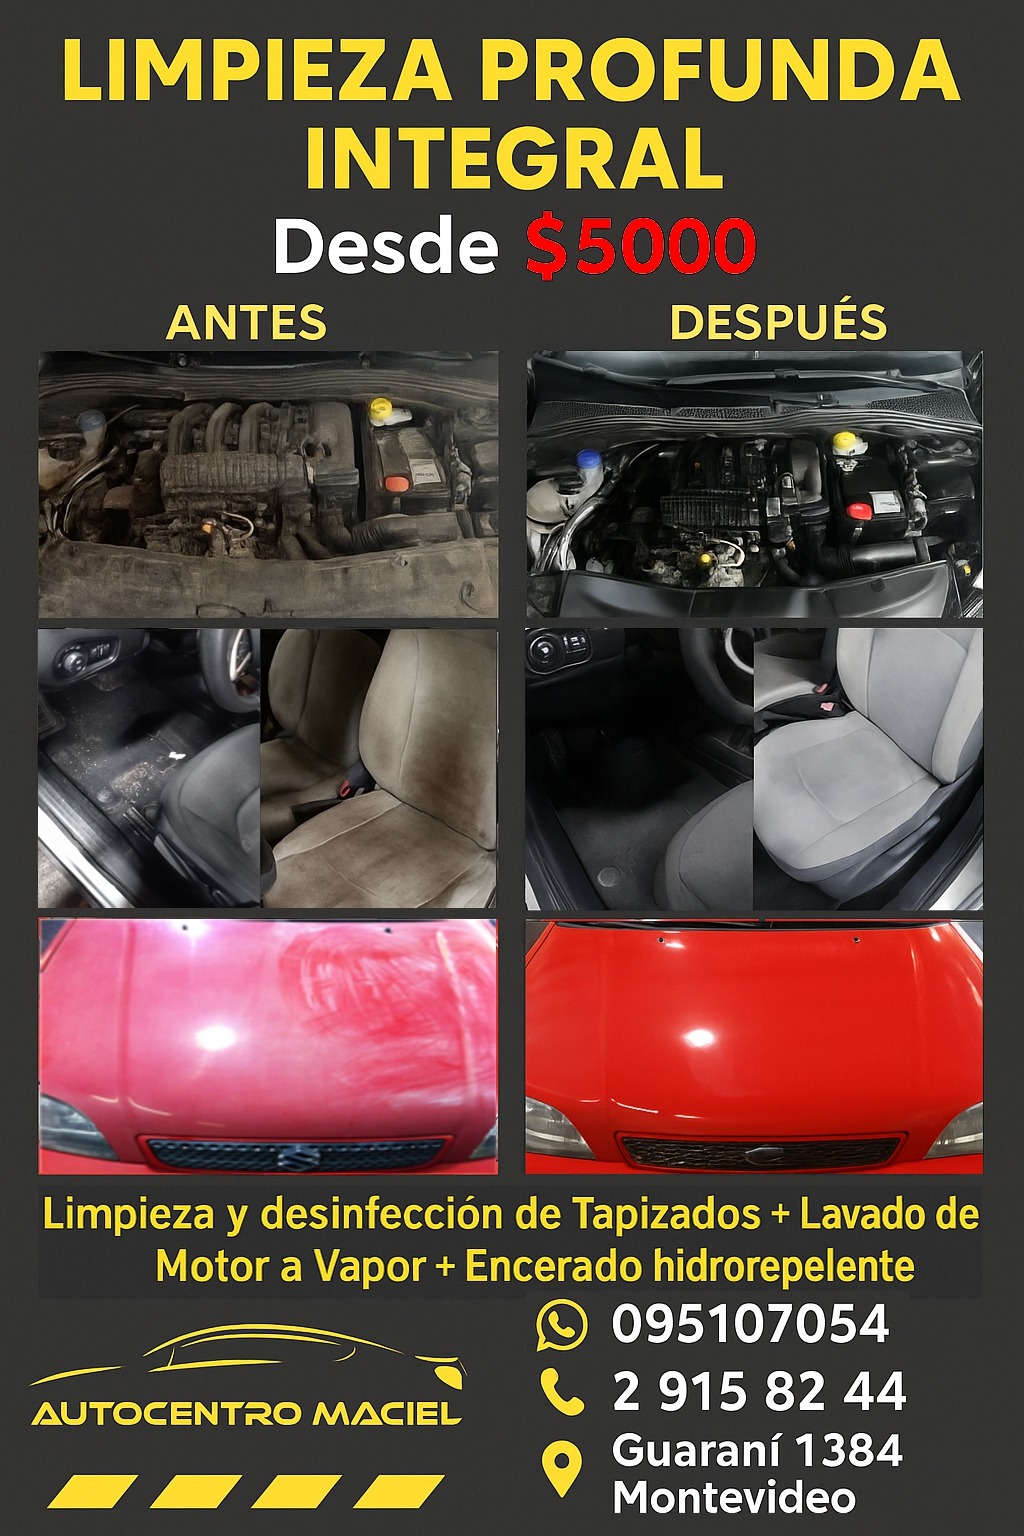 LIMPIEZA PROFUNDA
INTEGRAL
Desde $5000
ANTES
DESPUÉS
Limpieza y desinfección de Tapizados + Lavado de
Motor a Vapor + Encerado hidrorepelente
095107054
2 915 82 44
AUTOCENTRO MACIEL
Guaraní 1384
Montevideo